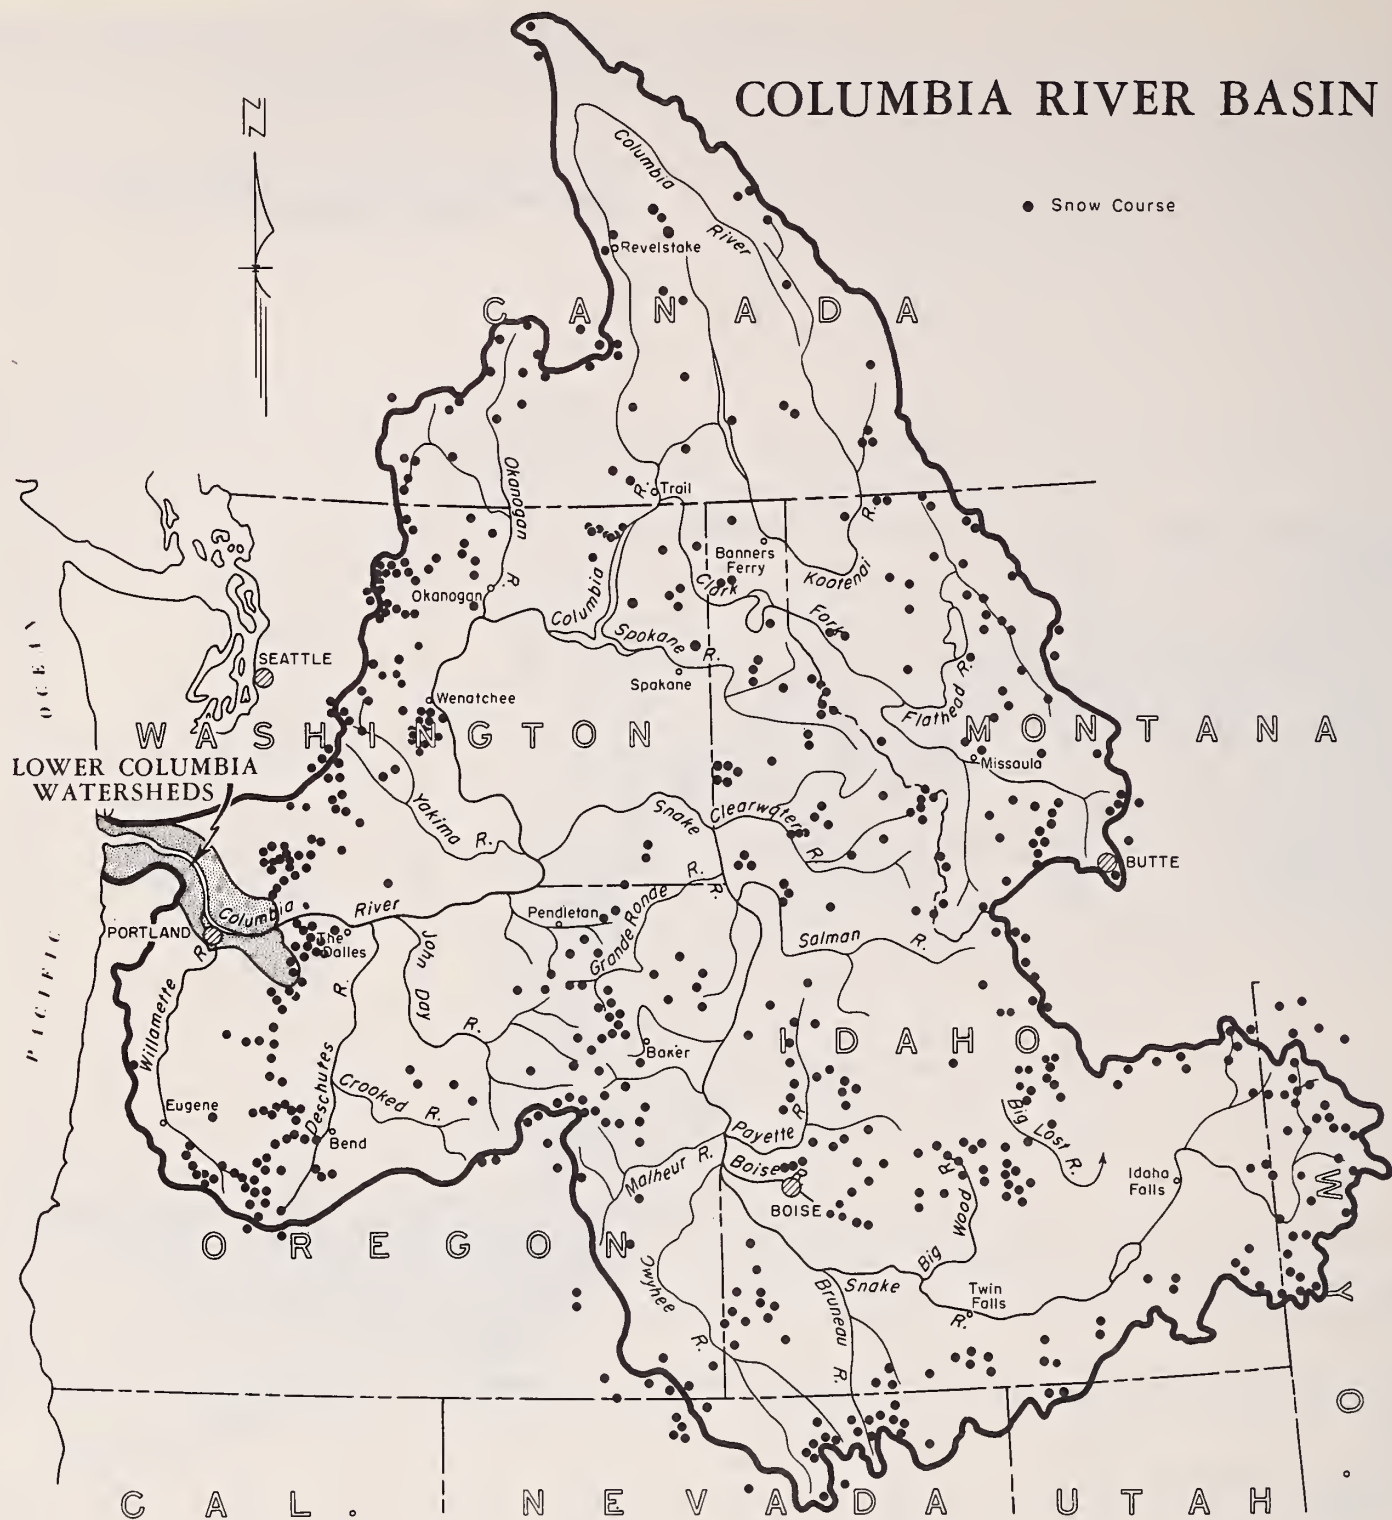 COLUMBIA RIVER BASIN
N
Snow Course
Columbia
River
Revelstoke
CANADA
Okanogan
R.
R.
Trail
R.
Banners
Ferry
Kootenai
Clark
Fork
Okanogan
Columbia
Spokane
R.
Spokane
Flathead R.
OCEAN
SEATTLE
Wenatchee
WASHINGTON
MONTANA
Missoula
LOWER COLUMBIA
WATERSHEDS
Yakima
R.
Snake
R.
Clearwater
R.
BUTTE
Columbia
River
Pendleton
Grande Ronde
R.
PORTLAND
The
Dalles
Salmon
R.
PACIFIC
Willamette
R.
Deschutes
R.
John Day
R.
Baker
IDAHO
Crooked
R.
Eugene
Bend
Payette
R.
Big Lost R.
Malheur R.
Boise
R.
BOISE
Big
Wood
R.
Idaho
Falls
OREGON
Owyhee
R.
Snake
R.
Twin
Falls
Bruneau
R.
WYO.
CAL.
NEVADA
UTAH